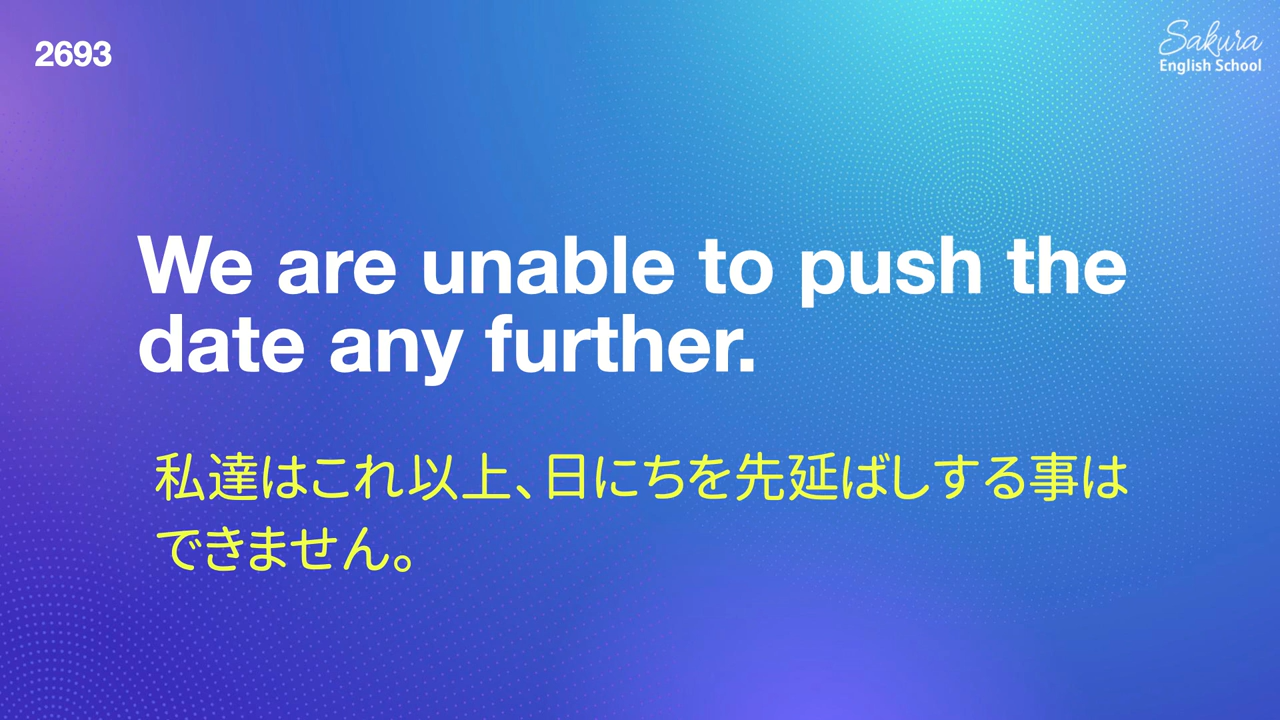 2693
Sakura
English School
We are unable to push the
date any further.
私達はこれ以上、日にちを先延ばしする事は
できません。